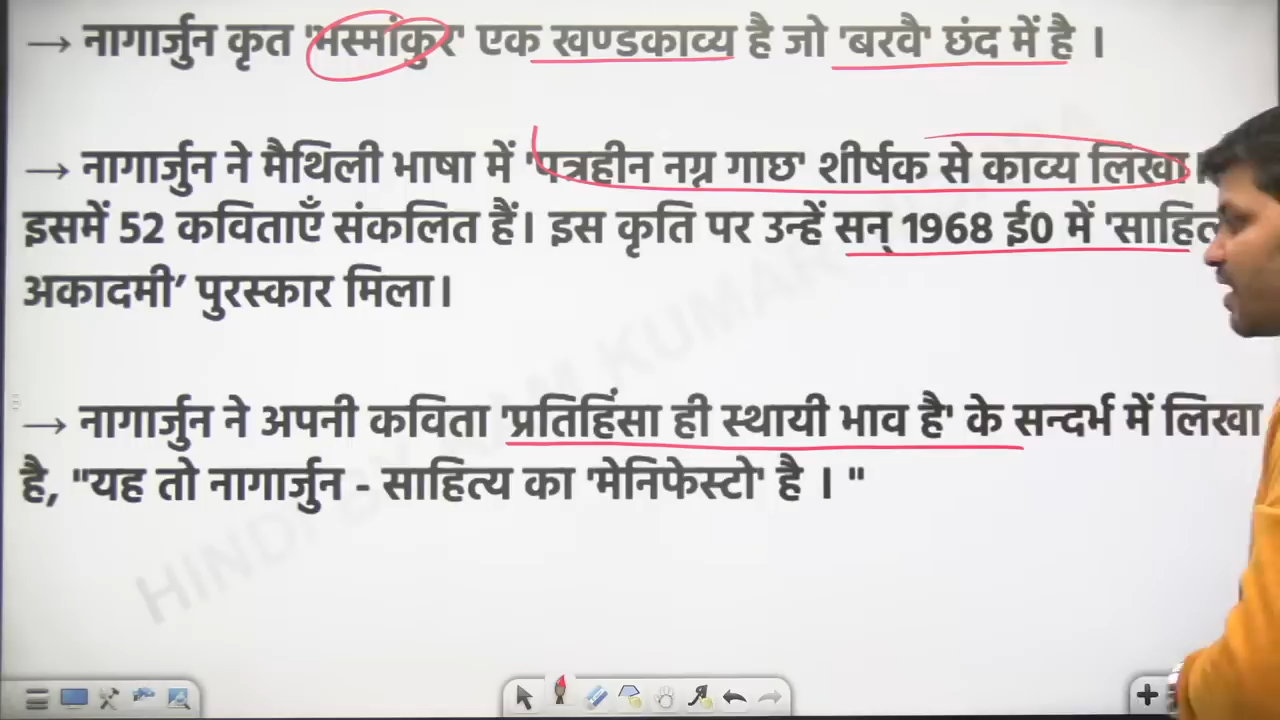 → नागार्जुन कृत 'भस्मांकुर' एक खण्डकाव्य है जो 'बरवै' छंद में है ।
→ नागार्जुन ने मैथिली भाषा में 'पत्रहीन नग्न गाछ' शीर्षक से काव्य लिखा।
इसमें 52 कविताएँ संकलित हैं। इस कृति पर उन्हें सन् 1968 ई0 में 'साहित्
अकादमी’ पुरस्कार मिला।
→ नागार्जुन ने अपनी कविता 'प्रतिहिंसा ही स्थायी भाव है' के सन्दर्भ में लिखा
है, "यह तो नागार्जुन - साहित्य का 'मेनिफेस्टो' है । "